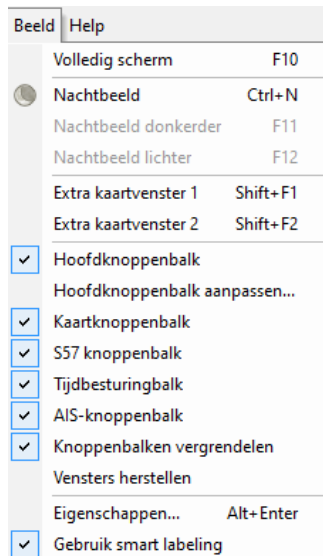 Beeld Help
Volledig scherm F10
Nachtbeeld Ctrl+N
Nachtbeeld donkerder F11
Nachtbeeld lichter F12
Extra kaartvenster 1 Shift+F1
Extra kaartvenster 2 Shift+F2
Hoofdknoppenbalk
Hoofdknoppenbalk aanpassen...
Kaartknoppenbalk
S57 knoppenbalk
Tijdbesturingbalk
AIS-knoppenbalk
Knoppenbalken vergrendelen
Vensters herstellen
Eigenschappen... Alt+Enter
Gebruik smart labeling